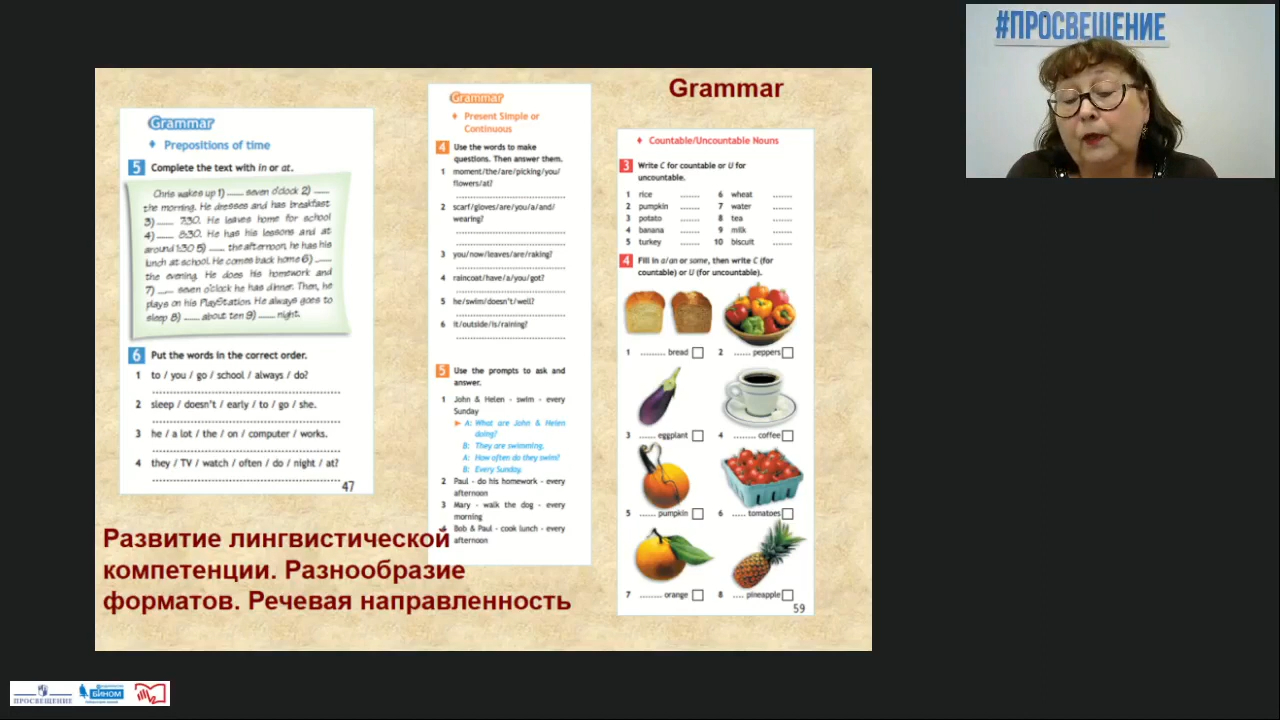 #ПРОСВЕЩЕНИЕ
Grammar
Grammar
Prepositions of time
5 Complete the text with in or at.
Chris wakes up 1) ...... seven o'clock 2) ......
the morning. He dresses and has breakfast
3) ...... 7:30. He leaves home for school
4) ...... 8:30. He has his lessons and at
around 1:30 5) ...... the afternoon, he has his
lunch at school. He comes back home 6) ......
the evening. He does his homework and
7) ...... seven o'clock he has dinner. Then, he
plays on his PlayStation. He always goes to
sleep 8) ...... about ten 9) ...... night.
6 Put the words in the correct order.
1 to / you / go / school / always / do?
2 sleep / doesn't / early / to / go / she.
3 he / a lot / the / on / computer / works.
4 they / TV / watch / often / do / night / at?
47
Grammar
Present Simple or
Continuous
4 Use the words to make
questions. Then answer them.
1 moment/the/are/picking/you/
flowers/at?
2 scarf/gloves/are/you/a/and/
wearing?
3 you/now/leaves/are/raking?
4 raincoat/have/a/you/got?
5 he/swim/doesn't/well?
6 it/outside/is/raining?
5 Use the prompts to ask and
answer.
1 John & Helen - swim - every
Sunday
A: What are John & Helen
doing?
B: They are swimming.
A: How often do they swim?
B: Every Sunday.
2 Paul - do his homework - every
afternoon
3 Mary - walk the dog - every
morning
4 Bob & Paul - cook lunch - every
afternoon
Countable/Uncountable Nouns
3 Write C for countable or U for
uncountable.
1 rice ....... 6 wheat .......
2 pumpkin ....... 7 water .......
3 potato ....... 8 tea .......
4 banana ....... 9 milk .......
5 turkey ....... 10 biscuit .......
4 Fill in a/an or some, then write C (for
countable) or U (for uncountable).
1 ......... bread 2 ...... peppers
3 ...... eggplant 4 ........ coffee
5 ...... pumpkin 6 ..... tomatoes
7 ........ orange 8 .... pineapple
59
Развитие лингвистической
компетенции. Разнообразие
форматов. Речевая направленность
ПРОСВЕЩЕНИЕ
БИНОМ